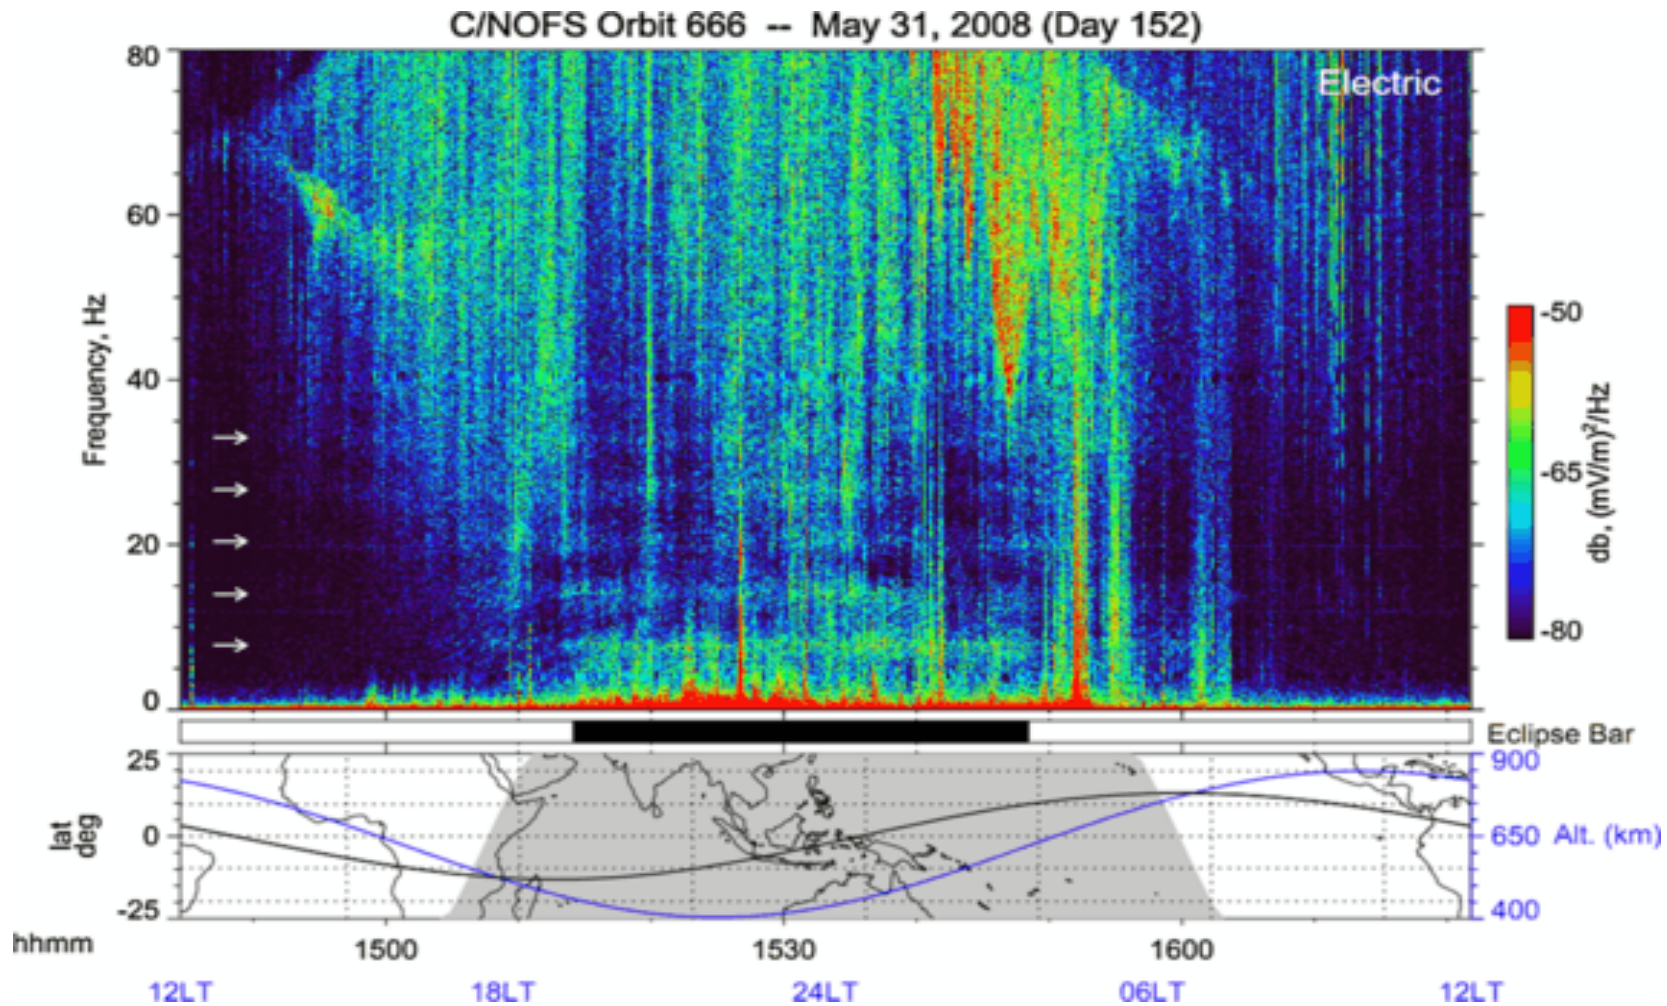 C/NOFS Orbit 666 -- May 31, 2008 (Day 152)
Electric
80
60
40
20
0
Frequency, Hz
-50
-65
-80
db, (mV/m)²/Hz
Eclipse Bar
25
0
-25
lat
deg
900
650 Alt. (km)
400
hhmm 1500 1530 1600
12LT 18LT 24LT 06LT 12LT